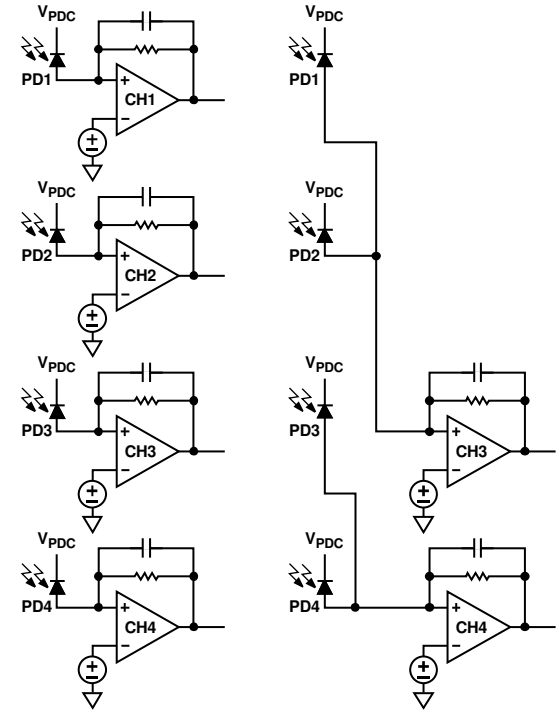 VPDC
PD1
+
CH1
−
VPDC
PD2
+
CH2
−
VPDC
PD3
+
CH3
−
VPDC
PD4
+
CH4
−
VPDC
PD1
VPDC
PD2
VPDC
PD3
+
CH3
−
VPDC
PD4
+
CH4
−